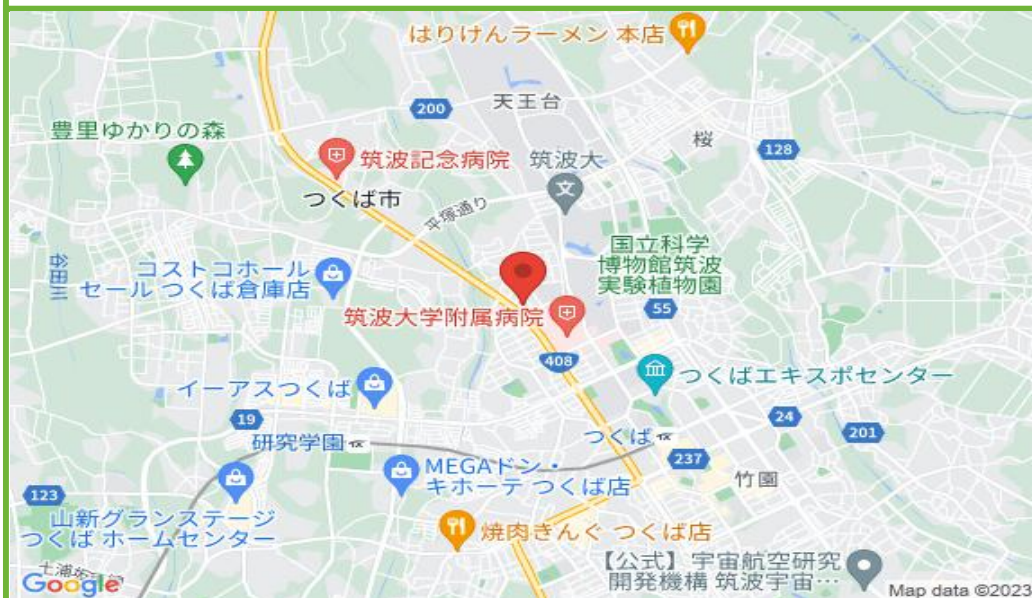 はりけんラーメン 本店
天王台
200
豊里ゆかりの森
桜
128
筑波記念病院
筑波大
つくば市
平塚通り
谷田川
国立科学
博物館筑波
実験植物園
コストコホール
セール つくば倉庫店
筑波大学附属病院
55
408
つくばエキスポセンター
イーアスつくば
24
19
201
研究学園
つくば
237
MEGAドン・
キホーテ つくば店
竹園
123
山新グランステージ
つくば ホームセンター
焼肉きんぐ つくば店
【公式】宇宙航空研究
開発機構 筑波宇宙…
Google
Map data ©2023